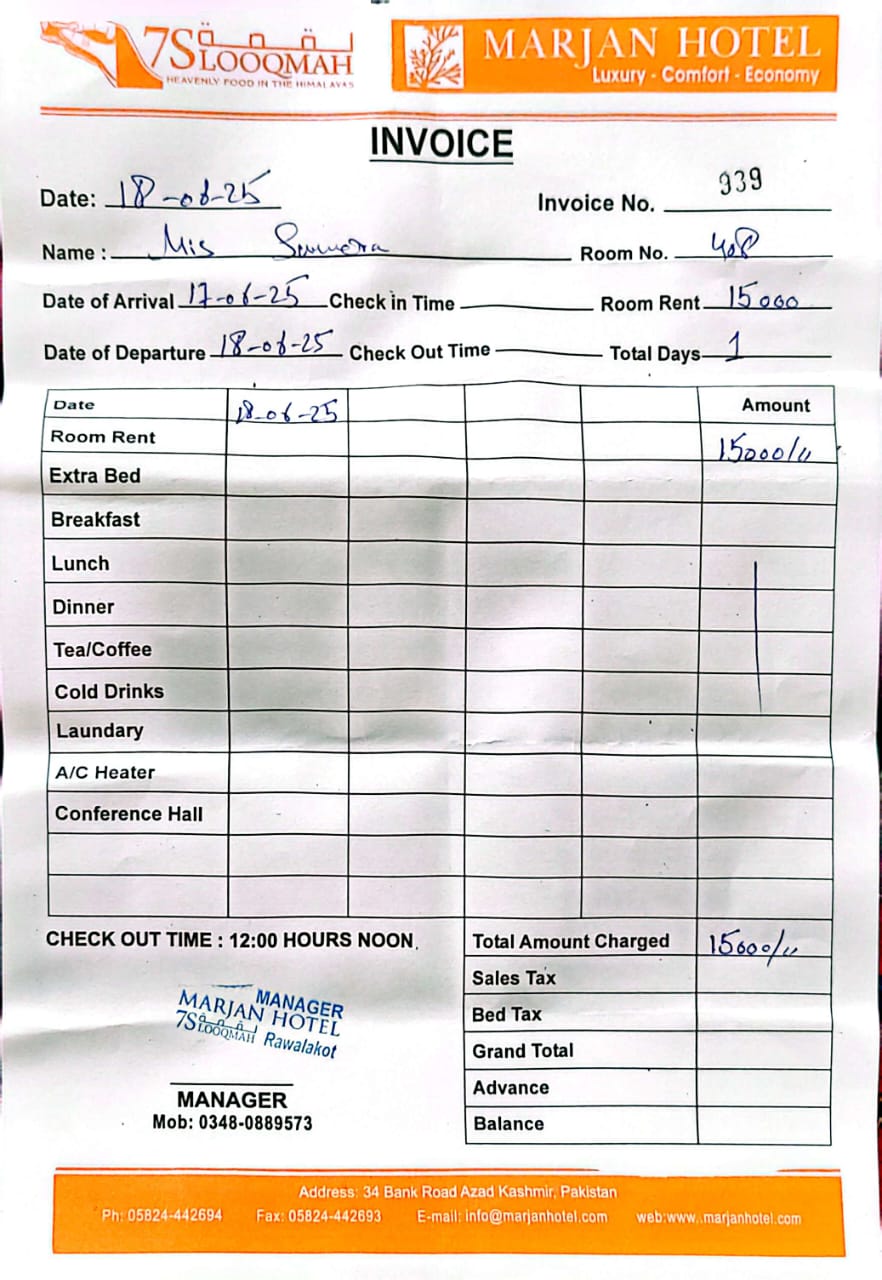 7S لقمة LOOQMAH
HEAVENLY FOOD IN THE HIMALAYAS
MARJAN HOTEL
Luxury - Comfort - Economy
INVOICE
Date: 18-06-25 Invoice No. 939
Name : Mis Sumera Room No. 408
Date of Arrival 17-06-25 Check in Time Room Rent 15000
Date of Departure 18-06-25 Check Out Time Total Days 1
Date 18-06-25 Amount
Room Rent 15000/"
Extra Bed
Breakfast
Lunch
Dinner
Tea/Coffee
Cold Drinks
Laundary
A/C Heater
Conference Hall
CHECK OUT TIME : 12:00 HOURS NOON.
Total Amount Charged 15000/"
Sales Tax
Bed Tax
Grand Total
Advance
Balance
MANAGER
MARJAN HOTEL
7S لقمة LOOQMAH Rawalakot
MANAGER
Mob: 0348-0889573
Address: 34 Bank Road Azad Kashmir, Pakistan
Ph: 05824-442694 Fax: 05824-442693 E-mail: info@marjanhotel.com web:www..marjanhotel.com